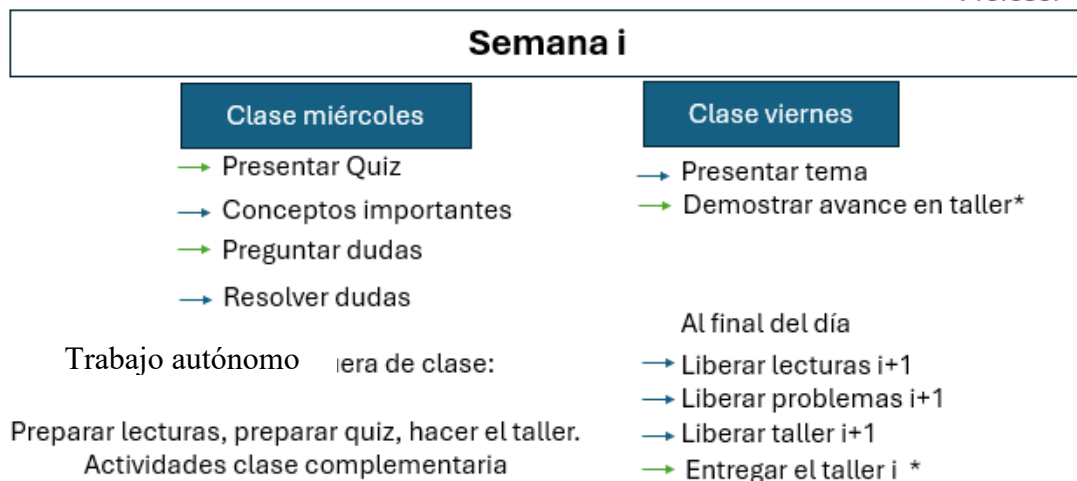 Semana i
Clase miércoles
Presentar Quiz
Conceptos importantes
Preguntar dudas
Resolver dudas
Clase viernes
Presentar tema
Demostrar avance en taller*
Al final del día
Liberar lecturas i+1
Liberar problemas i+1
Liberar taller i+1
Entregar el taller i *
Trabajo autónomo era de clase:
Preparar lecturas, preparar quiz, hacer el taller.
Actividades clase complementaria